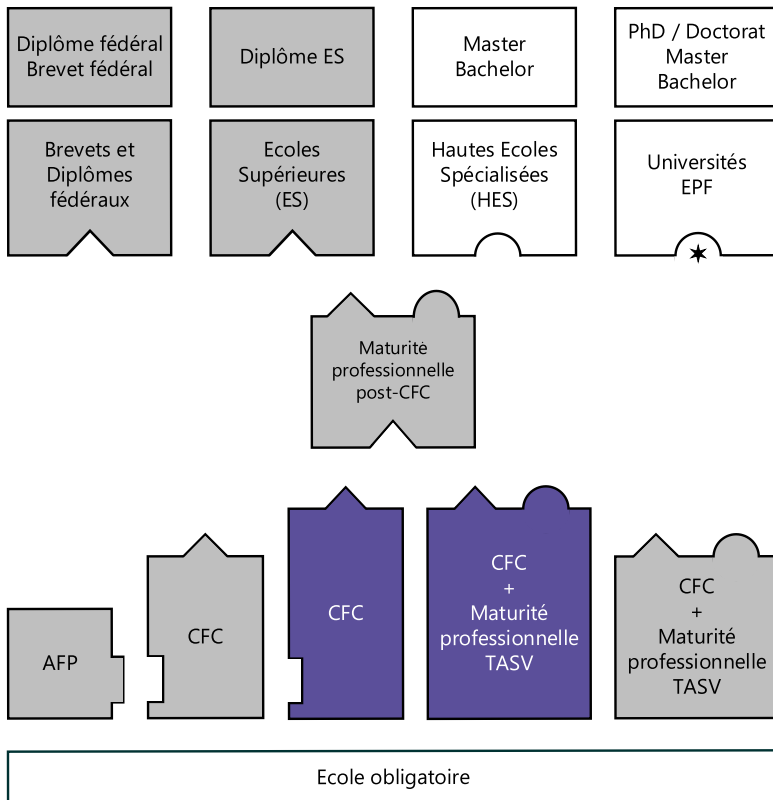 Diplôme fédéral
Brevet fédéral
Diplôme ES
Master
Bachelor
PhD / Doctorat
Master
Bachelor
Brevets et
Diplômes
fédéraux
Ecoles
Supérieures
(ES)
Hautes Ecoles
Spécialisées
(HES)
Universités
EPF
Maturité
professionnelle
post-CFC
AFP
CFC
CFC
CFC
+
Maturité
professionnelle
TASV
CFC
+
Maturité
professionnelle
TASV
Ecole obligatoire